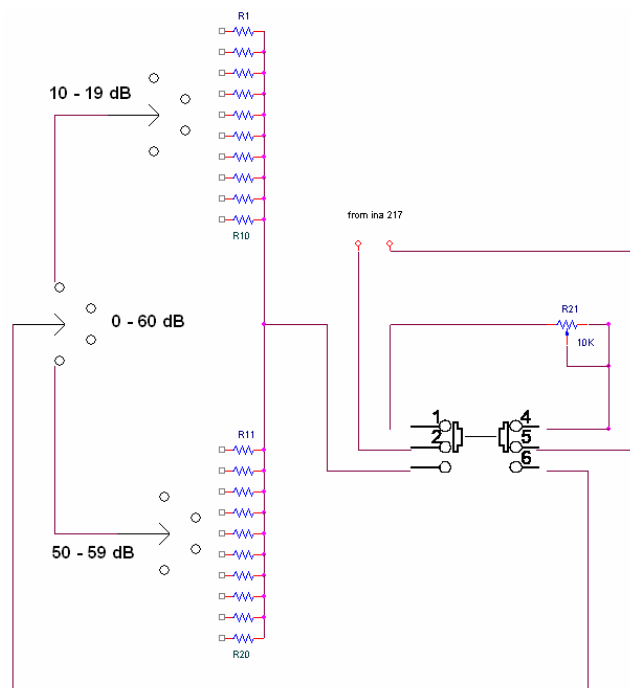 R1
10 - 19 dB
R10
from ina 217
0 - 60 dB
R21
10K
1
4
2
5
6
R11
50 - 59 dB
R20